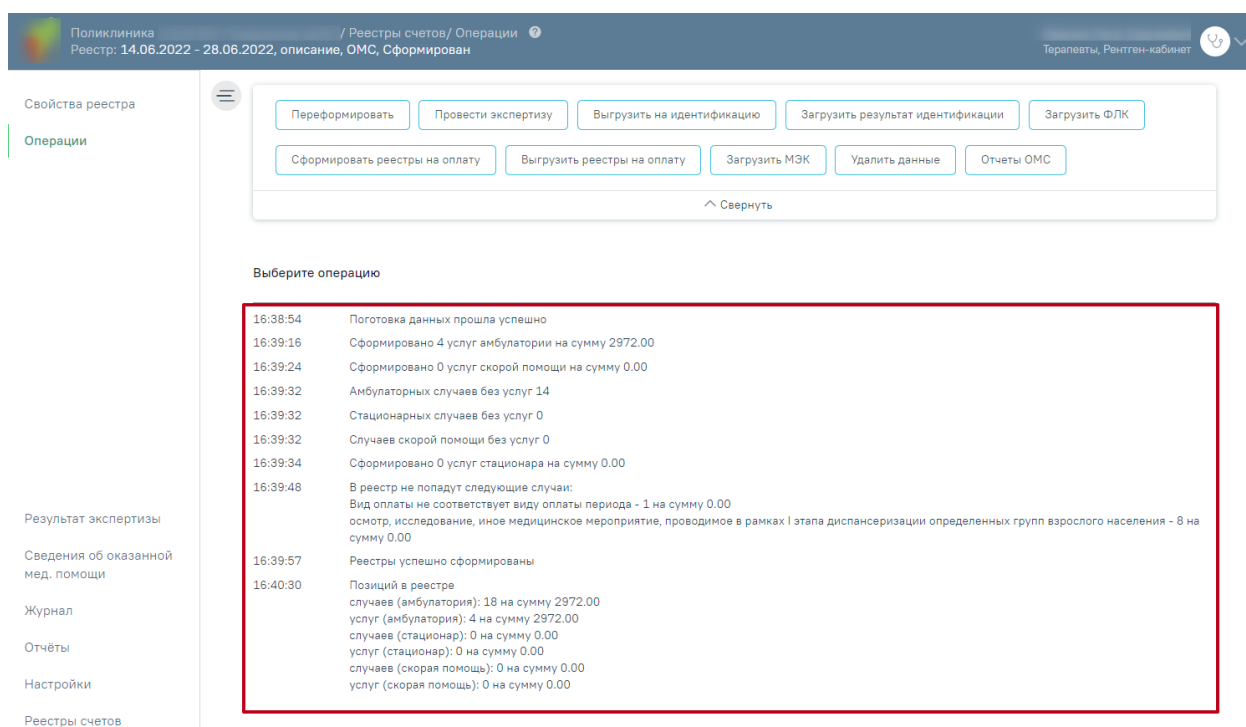 Поликлиника / Реестры счетов/ Операции ?
Реестр: 14.06.2022 - 28.06.2022, описание, ОМС, Сформирован
Терапевты, Рентген-кабинет
Свойства реестра
Операции
Переформировать Провести экспертизу Выгрузить на идентификацию Загрузить результат идентификации Загрузить ФЛК
Сформировать реестры на оплату Выгрузить реестры на оплату Загрузить МЭК Удалить данные Отчеты ОМС
Свернуть
Выберите операцию
16:38:54 Поготовка данных прошла успешно
16:39:16 Сформировано 4 услуг амбулатории на сумму 2972.00
16:39:24 Сформировано 0 услуг скорой помощи на сумму 0.00
16:39:32 Амбулаторных случаев без услуг 14
16:39:32 Стационарных случаев без услуг 0
16:39:32 Случаев скорой помощи без услуг 0
16:39:34 Сформировано 0 услуг стационара на сумму 0.00
16:39:48 В реестр не попадут следующие случаи:
Вид оплаты не соответствует виду оплаты периода - 1 на сумму 0.00
осмотр, исследование, иное медицинское мероприятие, проводимое в рамках I этапа диспансеризации определенных групп взрослого населения - 8 на
сумму 0.00
16:39:57 Реестры успешно сформированы
16:40:30 Позиций в реестре
случаев (амбулатория): 18 на сумму 2972.00
услуг (амбулатория): 4 на сумму 2972.00
случаев (стационар): 0 на сумму 0.00
услуг (стационар): 0 на сумму 0.00
случаев (скорая помощь): 0 на сумму 0.00
услуг (скорая помощь): 0 на сумму 0.00
Результат экспертизы
Сведения об оказанной
мед. помощи
Журнал
Отчёты
Настройки
Реестры счетов